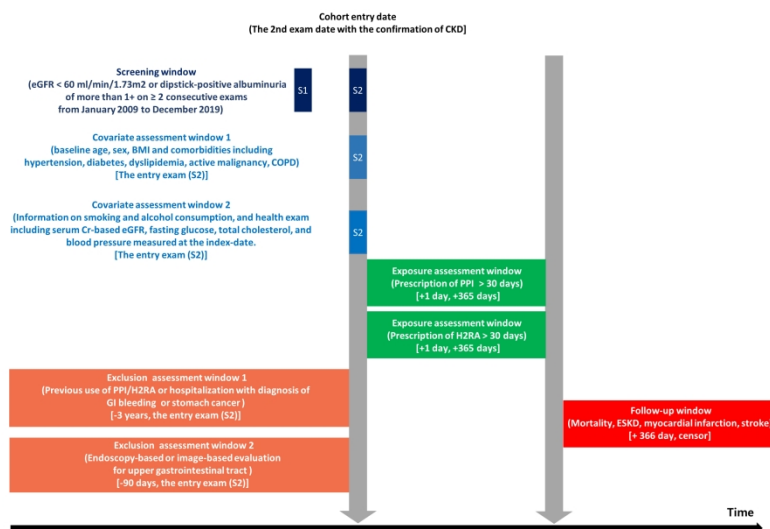 Cohort entry date
(The 2nd exam date with the confirmation of CKD]
Screening window
(eGFR < 60 ml/min/1.73m2 or dipstick-positive albuminuria
of more than 1+ on ≥ 2 consecutive exams
from January 2009 to December 2019)
S1
S2
Covariate assessment window 1
(baseline age, sex, BMI and comorbidities including
hypertension, diabetes, dyslipidemia, active malignancy, COPD)
[The entry exam (S2)]
S2
Covariate assessment window 2
(Information on smoking and alcohol consumption, and health exam
including serum Cr-based eGFR, fasting glucose, total cholesterol, and
blood pressure measured at the index-date.
[The entry exam (S2)]
S2
Exposure assessment window
(Prescription of PPI > 30 days)
[+1 day, +365 days]
Exposure assessment window
(Prescription of H2RA > 30 days)
[+1 day, +365 days]
Exclusion assessment window 1
(Previous use of PPI/H2RA or hospitalization with diagnosis of
GI bleeding or stomach cancer )
[-3 years, the entry exam (S2)]
Follow-up window
(Mortality, ESKD, myocardial infarction, stroke)
[+ 366 day, censor]
Exclusion assessment window 2
(Endoscopy-based or image-based evaluation
for upper gastrointestinal tract )
[-90 days, the entry exam (S2)]
Time